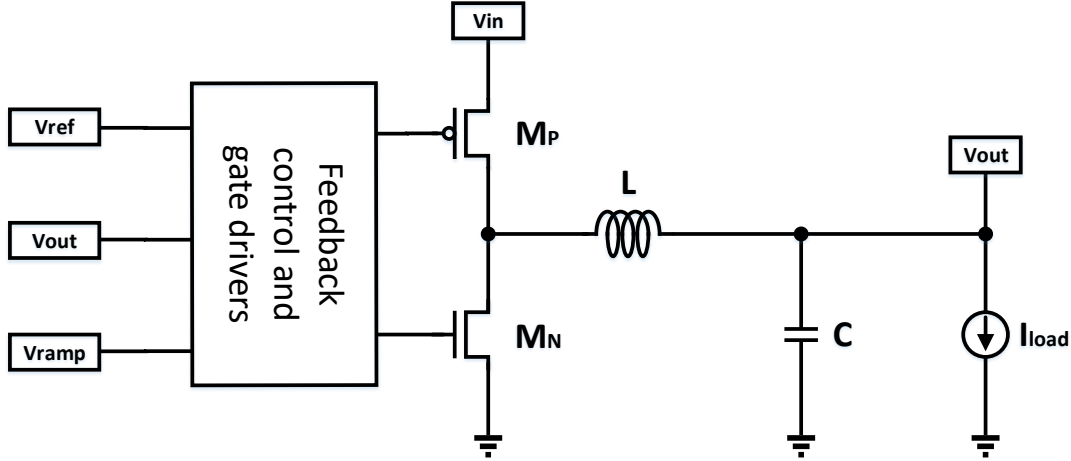 Vin
Vref
Vout
Vramp
Feedback
control and
gate drivers
MP
MN
L
C
Vout
Iload